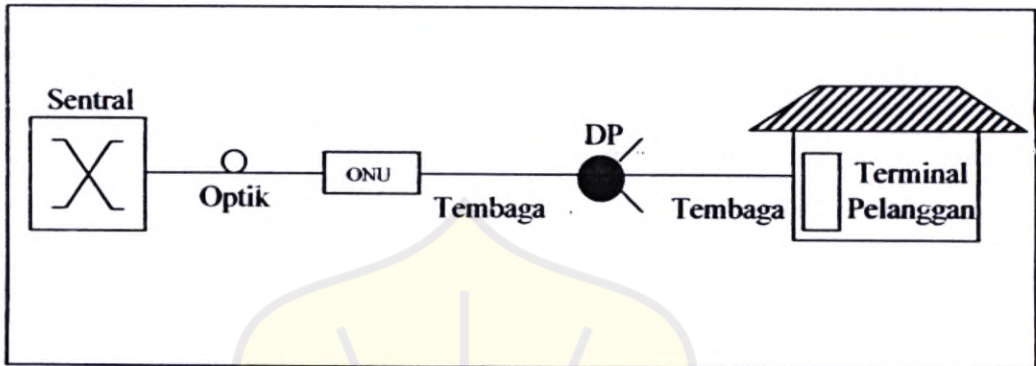 Sentral
Optik
ONU
Tembaga
DP
Tembaga
Terminal
Pelanggan